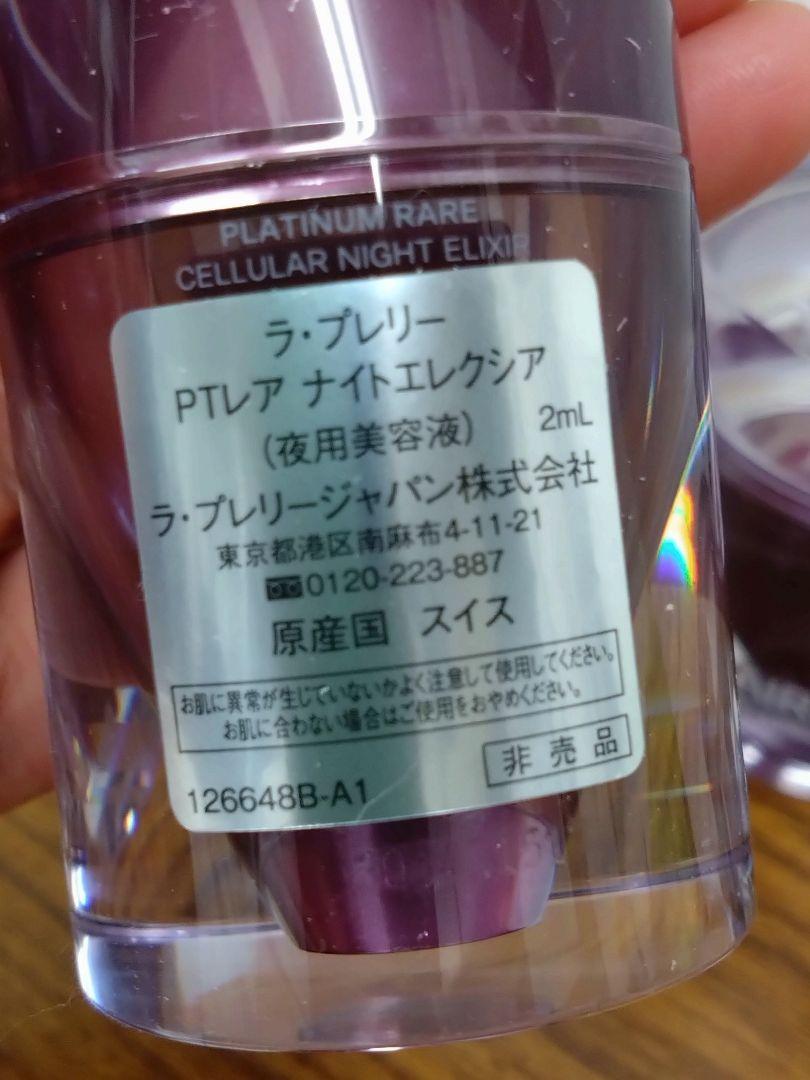 PLATINUM RARE
CELLULAR NIGHT ELIXIR
ラ・プレリー
PTレア ナイトエレクシア
(夜用美容液) 2mL
ラ・プレリージャパン株式会社
東京都港区南麻布4-11-21
0120-223-887
原産国 スイス
お肌に異常が生じていないかよく注意して使用してください。
お肌に合わない場合はご使用をおやめください。
非売品
126648B-A1